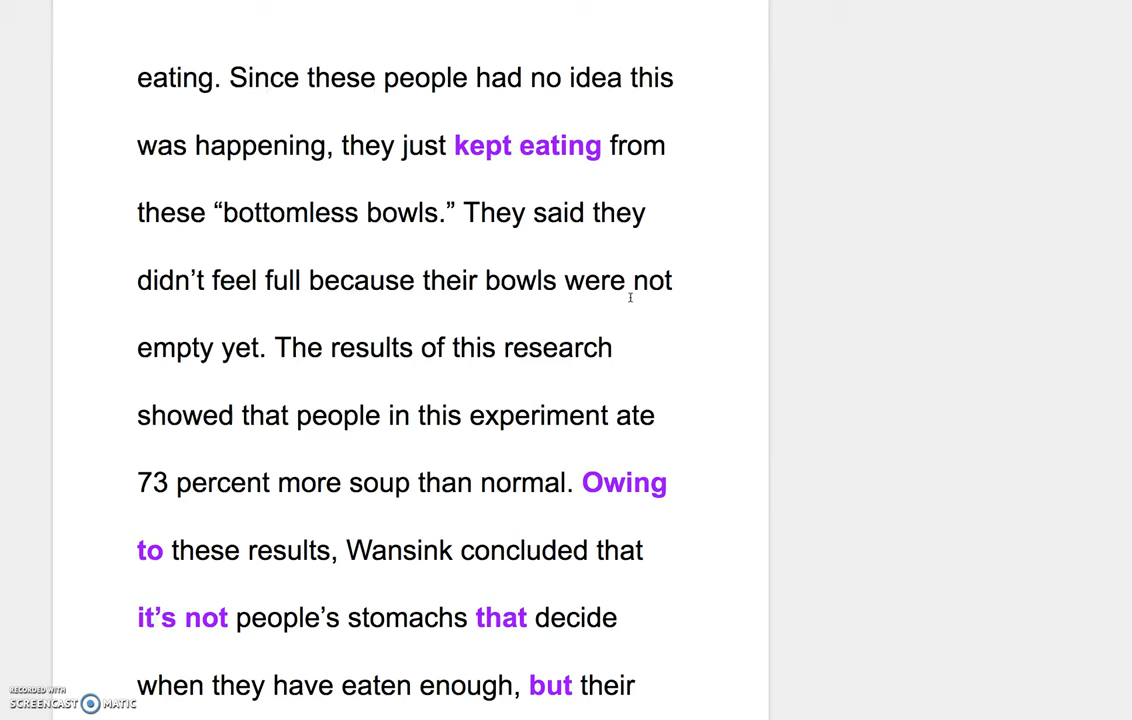 eating. Since these people had no idea this
was happening, they just kept eating from
these “bottomless bowls.” They said they
didn’t feel full because their bowls were not
empty yet. The results of this research
showed that people in this experiment ate
73 percent more soup than normal. Owing
to these results, Wansink concluded that
it’s not people’s stomachs that decide
when they have eaten enough, but their
RECORDED WITH
SCREENCAST MATIC